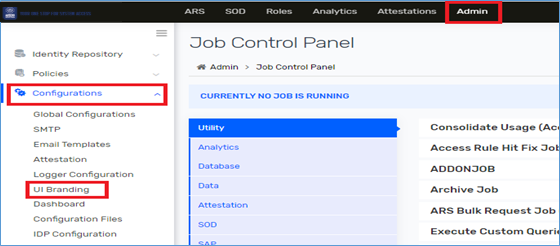 ARS SOD Roles Analytics Attestations Admin
Identity Repository
Policies
Configurations
Global Configurations
SMTP
Email Templates
Attestation
Logger Configuration
UI Branding
Dashboard
Configuration Files
IDP Configuration
Job Control Panel
Admin > Job Control Panel
CURRENTLY NO JOB IS RUNNING
Utility
Analytics
Database
Data
Attestation
SOD
SAP
Consolidate Usage (Acc
Access Rule Hit Fix Job
ADDONJOB
Archive Job
ARS Bulk Request Job
Execute Custom Querie